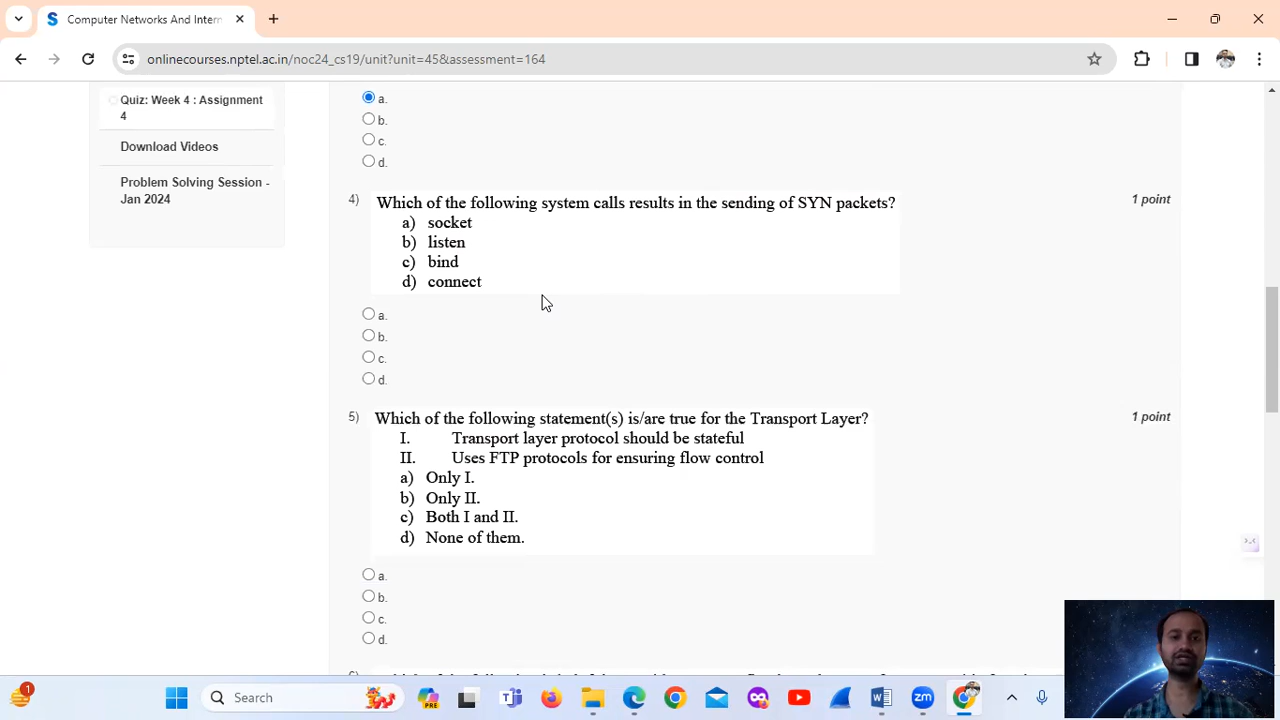 Computer Networks And Intern
onlinecourses.nptel.ac.in/noc24_cs19/unit?unit=45&assessment=164
Quiz: Week 4 : Assignment
4
Download Videos
Problem Solving Session -
Jan 2024
a.
b.
c.
d.
4) Which of the following system calls results in the sending of SYN packets? 1 point
a) socket
b) listen
c) bind
d) connect
a.
b.
c.
d.
5) Which of the following statement(s) is/are true for the Transport Layer? 1 point
I. Transport layer protocol should be stateful
II. Uses FTP protocols for ensuring flow control
a) Only I.
b) Only II.
c) Both I and II.
d) None of them.
a.
b.
c.
d.
1
Search
PRE
zm